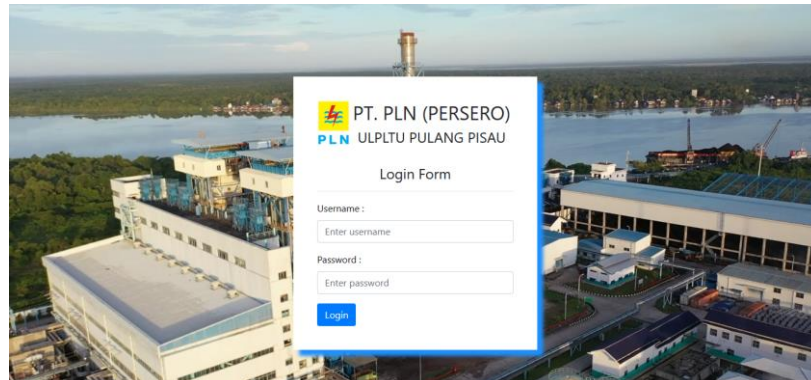 PT. PLN (PERSERO)
PLN ULPLTU PULANG PISAU
Login Form
Username :
Enter username
Password :
Enter password
Login